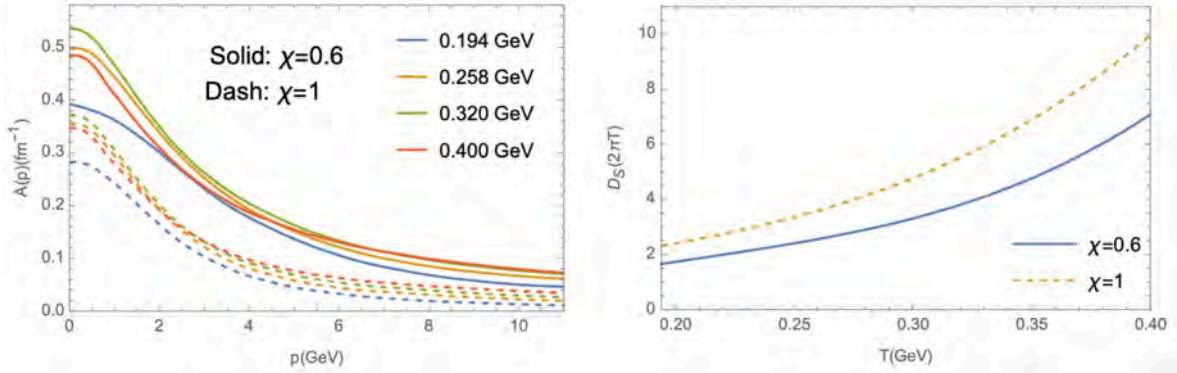 A(p)(fm⁻¹)
0.5
0.4
0.3
0.2
0.1
0.0
0 2 4 6 8 10
p(GeV)
Solid: χ=0.6
Dash: χ=1
0.194 GeV
0.258 GeV
0.320 GeV
0.400 GeV
D_S(2πT)
10
8
6
4
2
0
0.20 0.25 0.30 0.35 0.40
T(GeV)
χ=0.6
χ=1